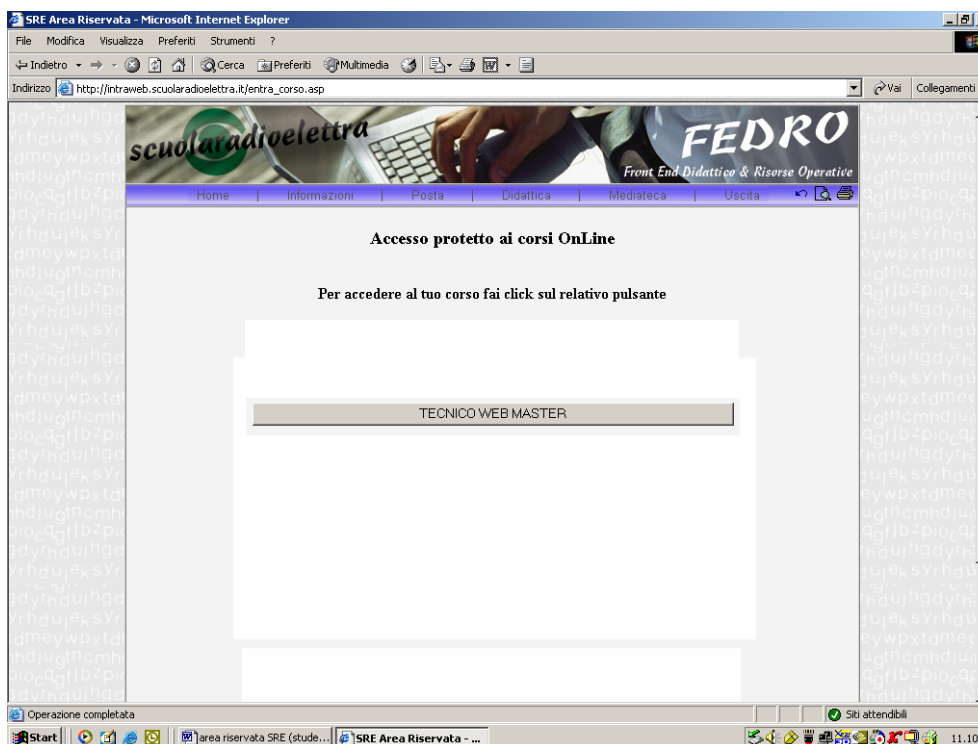 SRE Area Riservata - Microsoft Internet Explorer
File Modifica Visualizza Preferiti Strumenti ?
Indietro Cerca Preferiti Multimedia
Indirizzo http://intraweb.scuolaradioelettra.it/entra_corso.asp Vai Collegamenti
scuolaradioelettra
FEDRO
Front End Didattico & Risorse Operative
Home | Informazioni | Posta | Didattica | Mediateca | Uscita
Accesso protetto ai corsi OnLine
Per accedere al tuo corso fai click sul relativo pulsante
TECNICO WEB MASTER
Operazione completata Siti attendibili
Start area riservata SRE (stude... SRE Area Riservata - ...